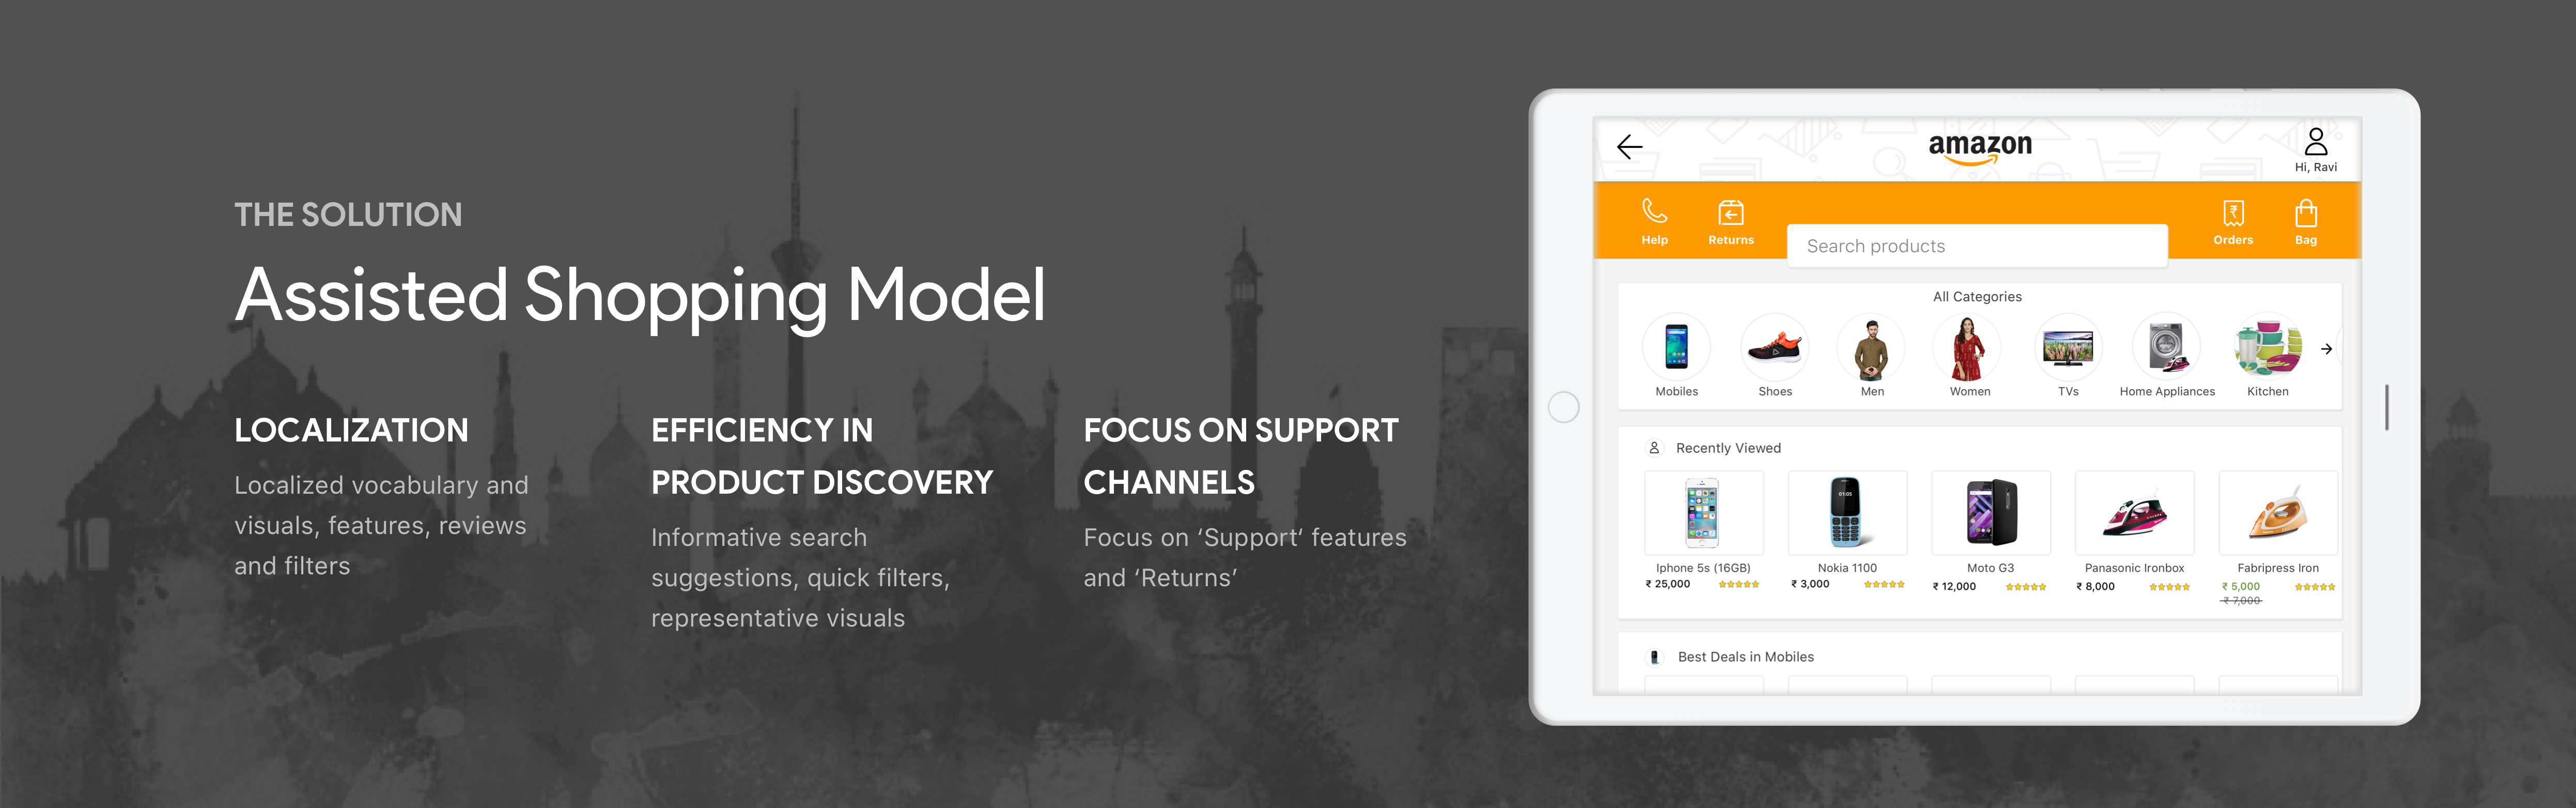 THE SOLUTION
Assisted Shopping Model
LOCALIZATION
Localized vocabulary and
visuals, features, reviews
and filters
EFFICIENCY IN
PRODUCT DISCOVERY
Informative search
suggestions, quick filters,
representative visuals
FOCUS ON SUPPORT
CHANNELS
Focus on ‘Support‘ features
and ‘Returns’
amazon
Hi, Ravi
Help
Returns
Search products
Orders
Bag
All Categories
Mobiles
Shoes
Men
Women
TVs
Home Appliances
Kitchen
Recently Viewed
Iphone 5s (16GB)
₹ 25,000
01:05
Nokia 1100
₹ 3,000
Moto G3
₹ 12,000
Panasonic Ironbox
₹ 8,000
Fabripress Iron
₹ 5,000
₹ 7,000
Best Deals in Mobiles